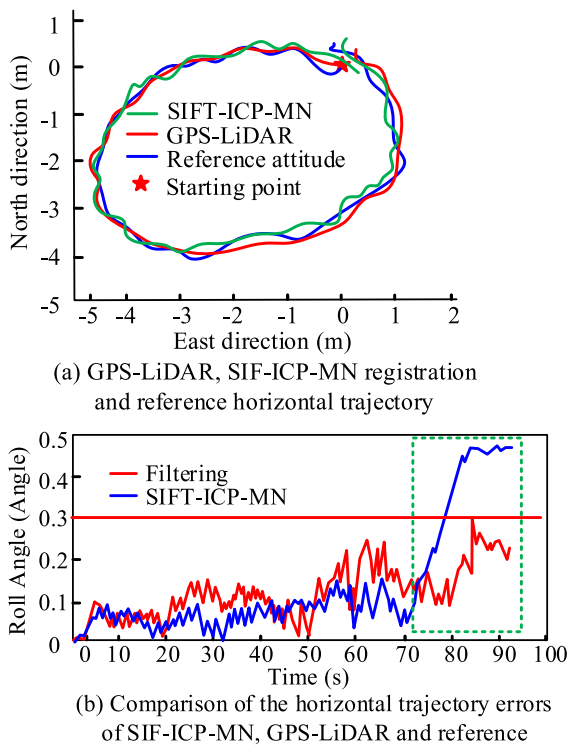 North direction (m)
1
0
-1
-2
-3
-4
-5
SIFT-ICP-MN
GPS-LiDAR
Reference attitude
Starting point
-5 -4 -3 -2 -1 0 1 2
East direction (m)
(a) GPS-LiDAR, SIF-ICP-MN registration
and reference horizontal trajectory
Roll Angle (Angle)
0.5
0.4
0.3
0.2
0.1
0
Filtering
SIFT-ICP-MN
0 10 20 30 40 50 60 70 80 90 100
Time (s)
(b) Comparison of the horizontal trajectory errors
of SIF-ICP-MN, GPS-LiDAR and reference